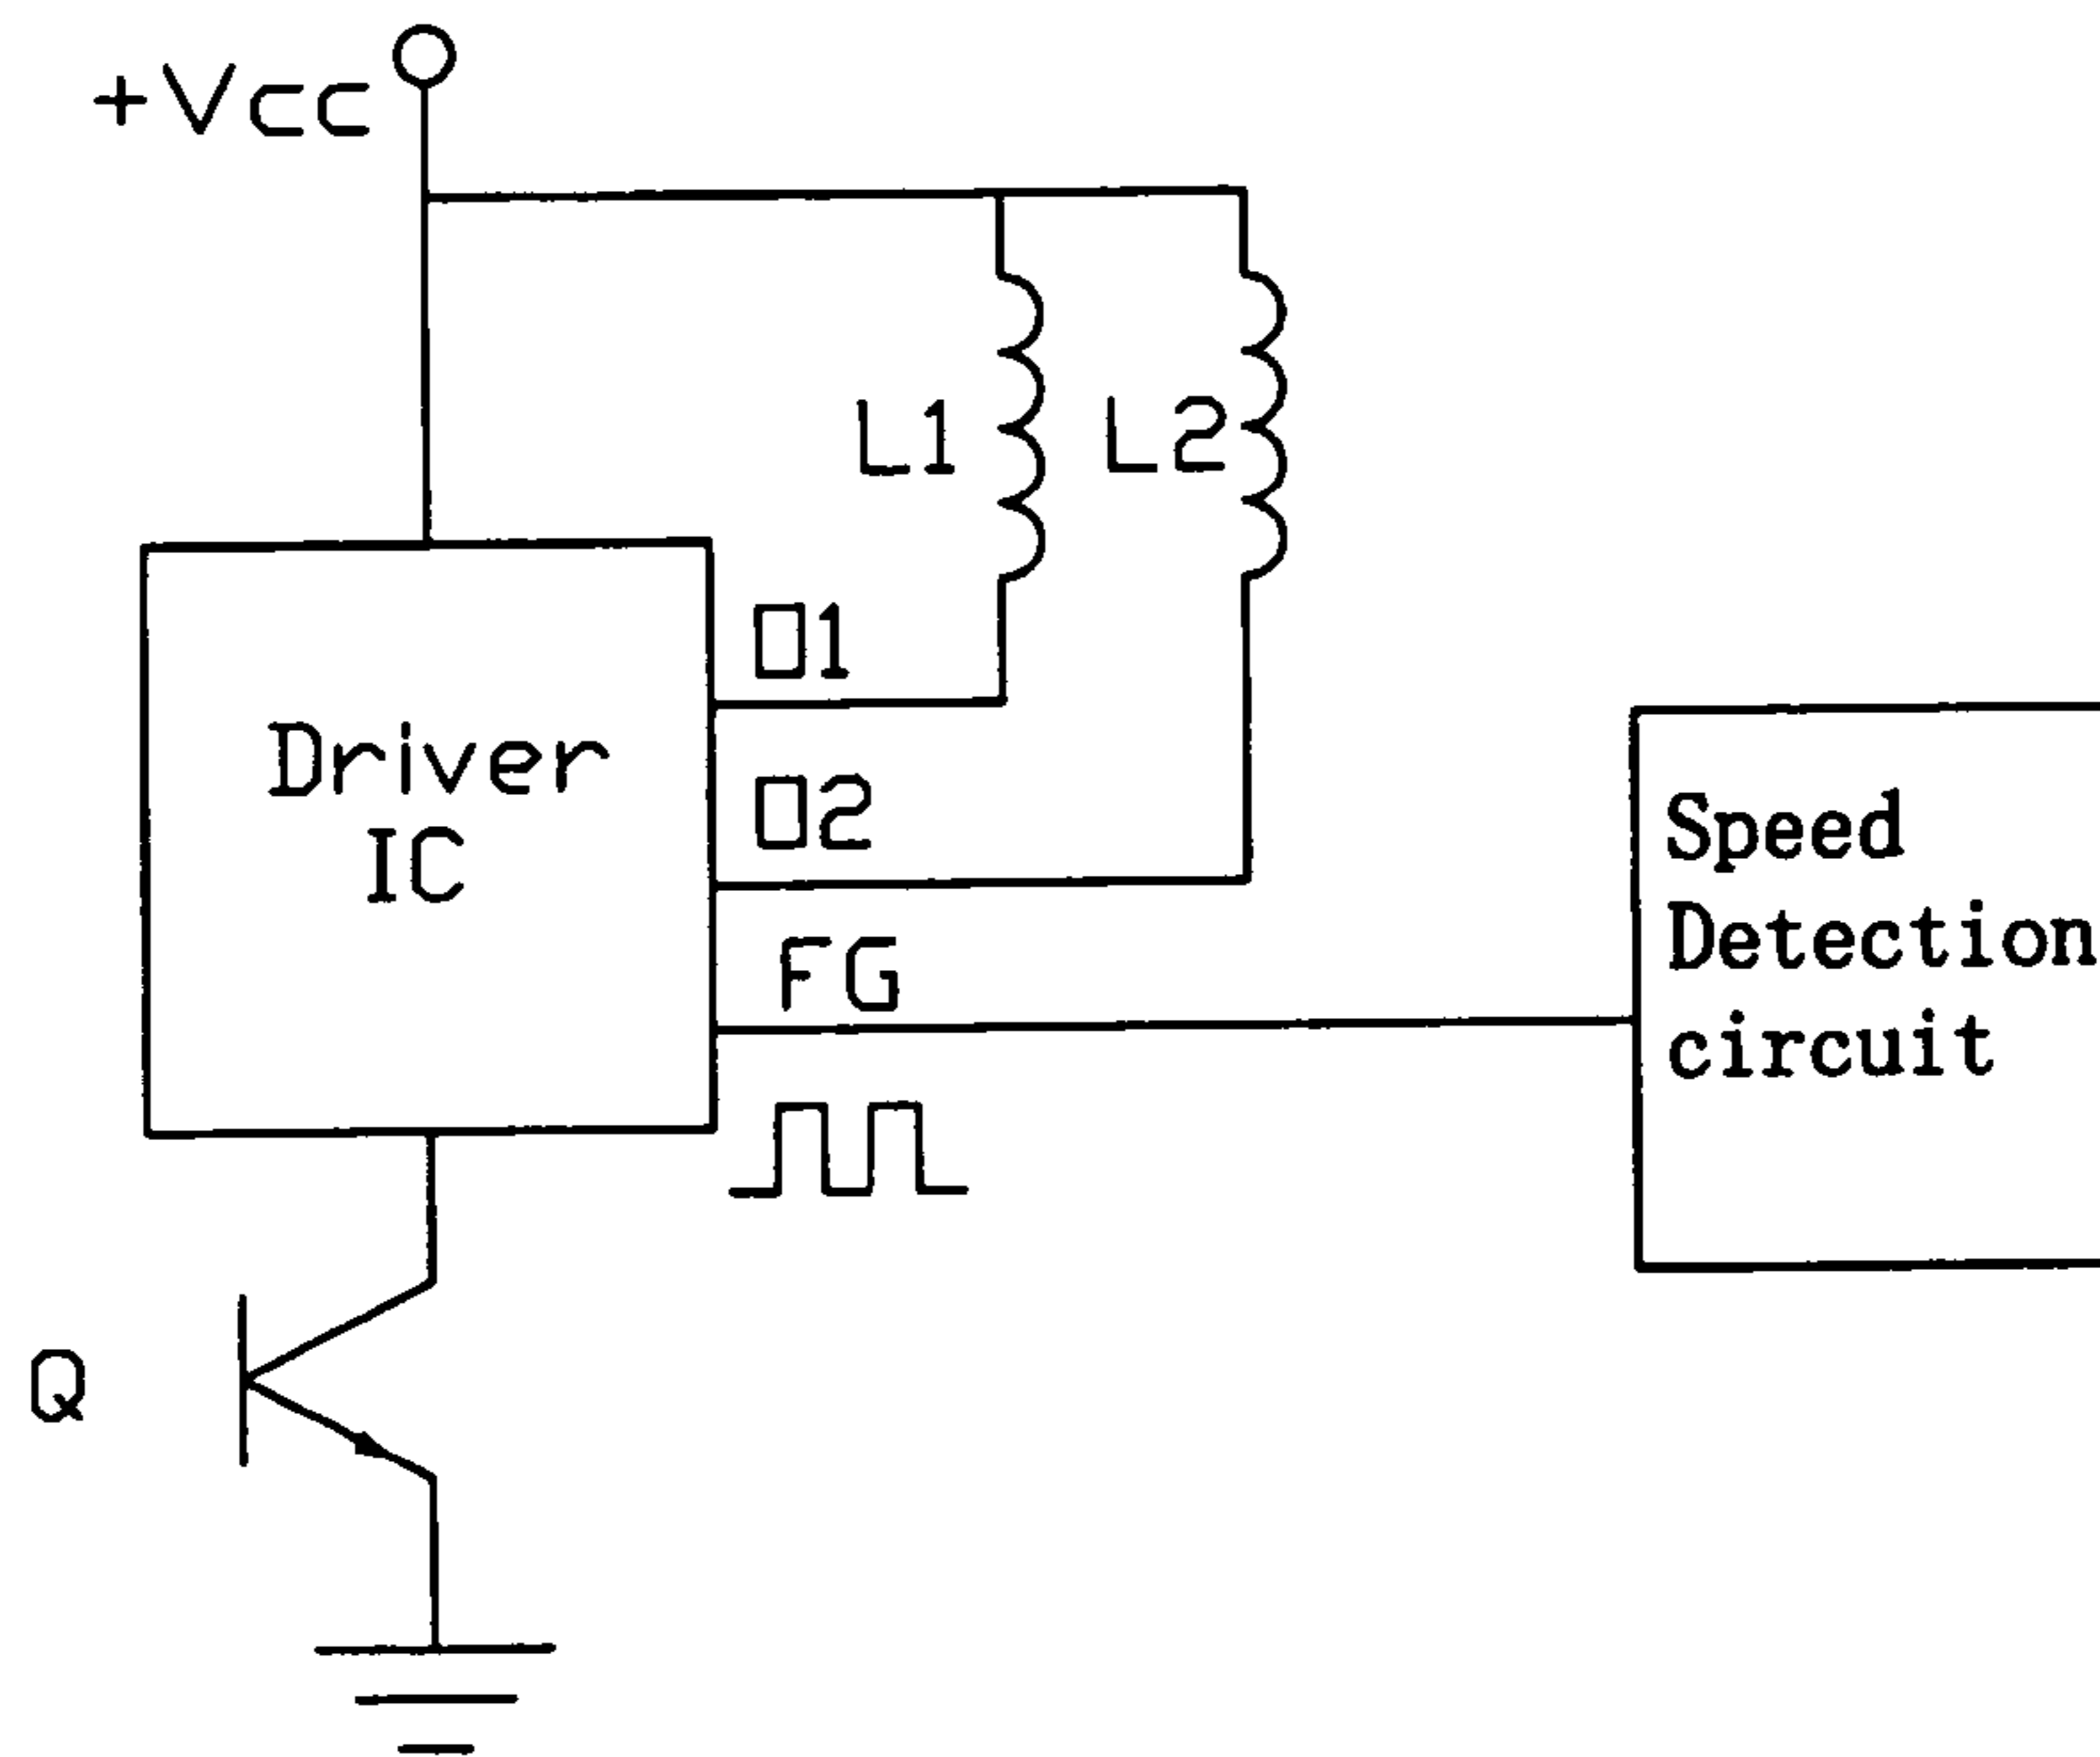 +Vcc
L1
L2
O1
Driver
IC
O2
FG
Speed
Detection
circuit
Q